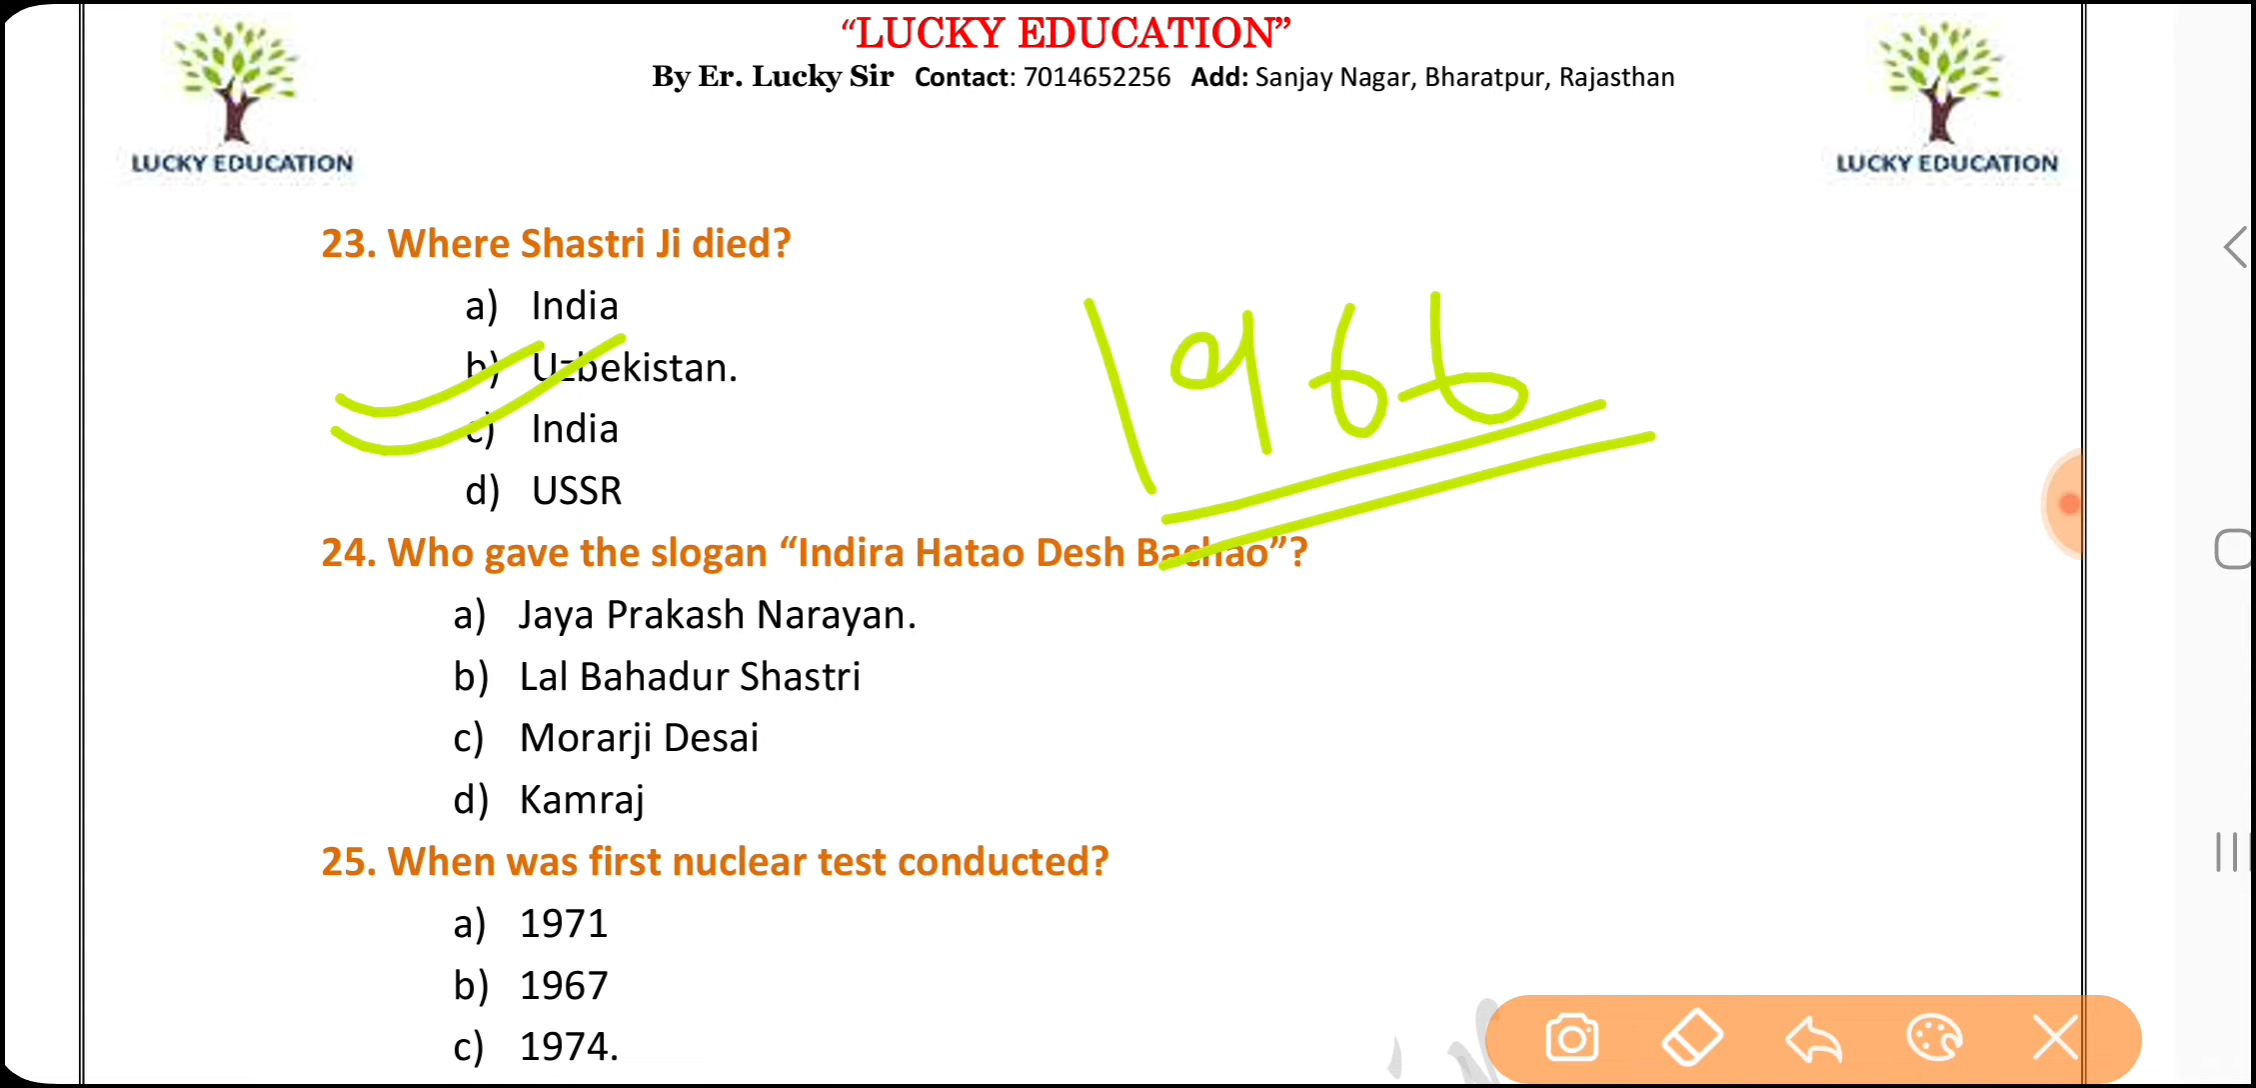 “LUCKY EDUCATION”
By Er. Lucky Sir Contact: 7014652256 Add: Sanjay Nagar, Bharatpur, Rajasthan
LUCKY EDUCATION
LUCKY EDUCATION
23. Where Shastri Ji died?
a) India
b) Uzbekistan.
c) India
d) USSR
1966
24. Who gave the slogan “Indira Hatao Desh Bachao”?
a) Jaya Prakash Narayan.
b) Lal Bahadur Shastri
c) Morarji Desai
d) Kamraj
25. When was first nuclear test conducted?
a) 1971
b) 1967
c) 1974.